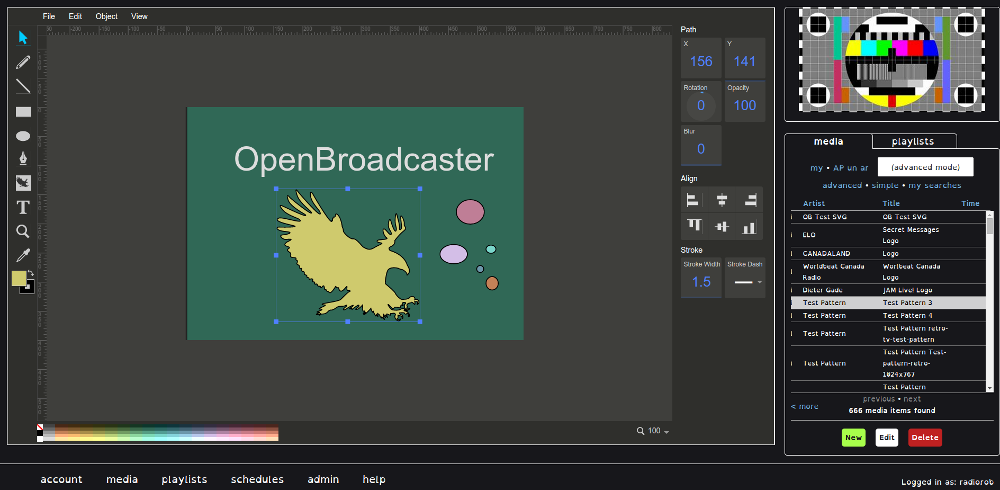 File Edit Object View
OpenBroadcaster
100
Path
X Y
156 141
Rotation Opacity
0 100
Blur
0
Align
Stroke
Stroke Width Stroke Dash
1.5
media playlists
my • AP un ar (advanced mode)
advanced • simple • my searches
Artist Title Time
OB Test SVG OB Test SVG
ELO Secret Messages
Logo
CANADALAND Logo
Worldbeat Canada Worlbeat Canada
Radio Logo
Dieter Gade JAM Live! Logo
Test Pattern Test Pattern 3
Test Pattern Test Pattern 4
Test Pattern Test Pattern retro-
tv-test-pattern
Test Pattern Test-
Test Pattern pattern-retro-
1024x767
Test Pattern
previous • next
< more
666 media items found
New Edit Delete
account media playlists schedules admin help
Logged in as: radiorob